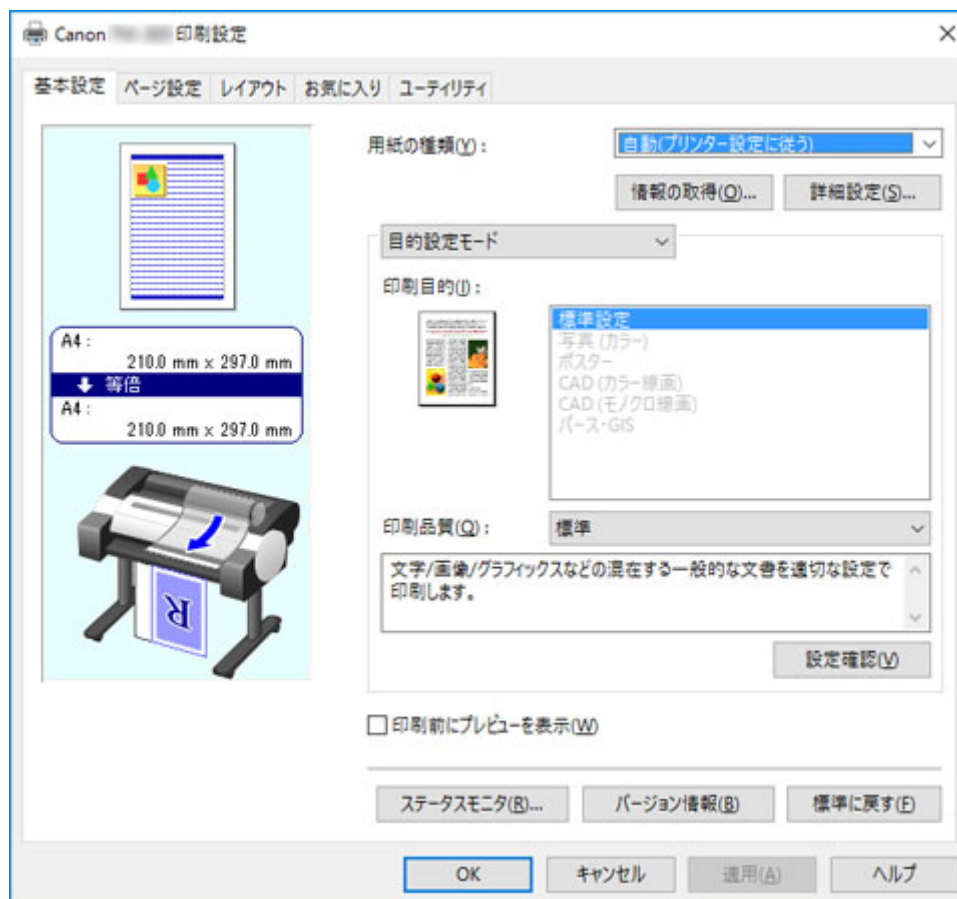 Canon 印刷設定
基本設定 ページ設定 レイアウト お気に入り ユーティリティ
用紙の種類(Y) :
自動(プリンター設定に従う)
情報の取得(O)...
詳細設定(S)...
目的設定モード
印刷目的(I) :
標準設定
写真 (カラー)
ポスター
CAD (カラー線画)
CAD (モノクロ線画)
パース・GIS
A4 :
210.0 mm x 297.0 mm
等倍
A4 :
210.0 mm x 297.0 mm
R
印刷品質(Q) :
標準
文字/画像/グラフィックスなどの混在する一般的な文書を適切な設定で
印刷します。
設定確認(V)
印刷前にプレビューを表示(W)
ステータスモニタ(R)...
バージョン情報(B)
標準に戻す(F)
OK
キャンセル
適用(A)
ヘルプ